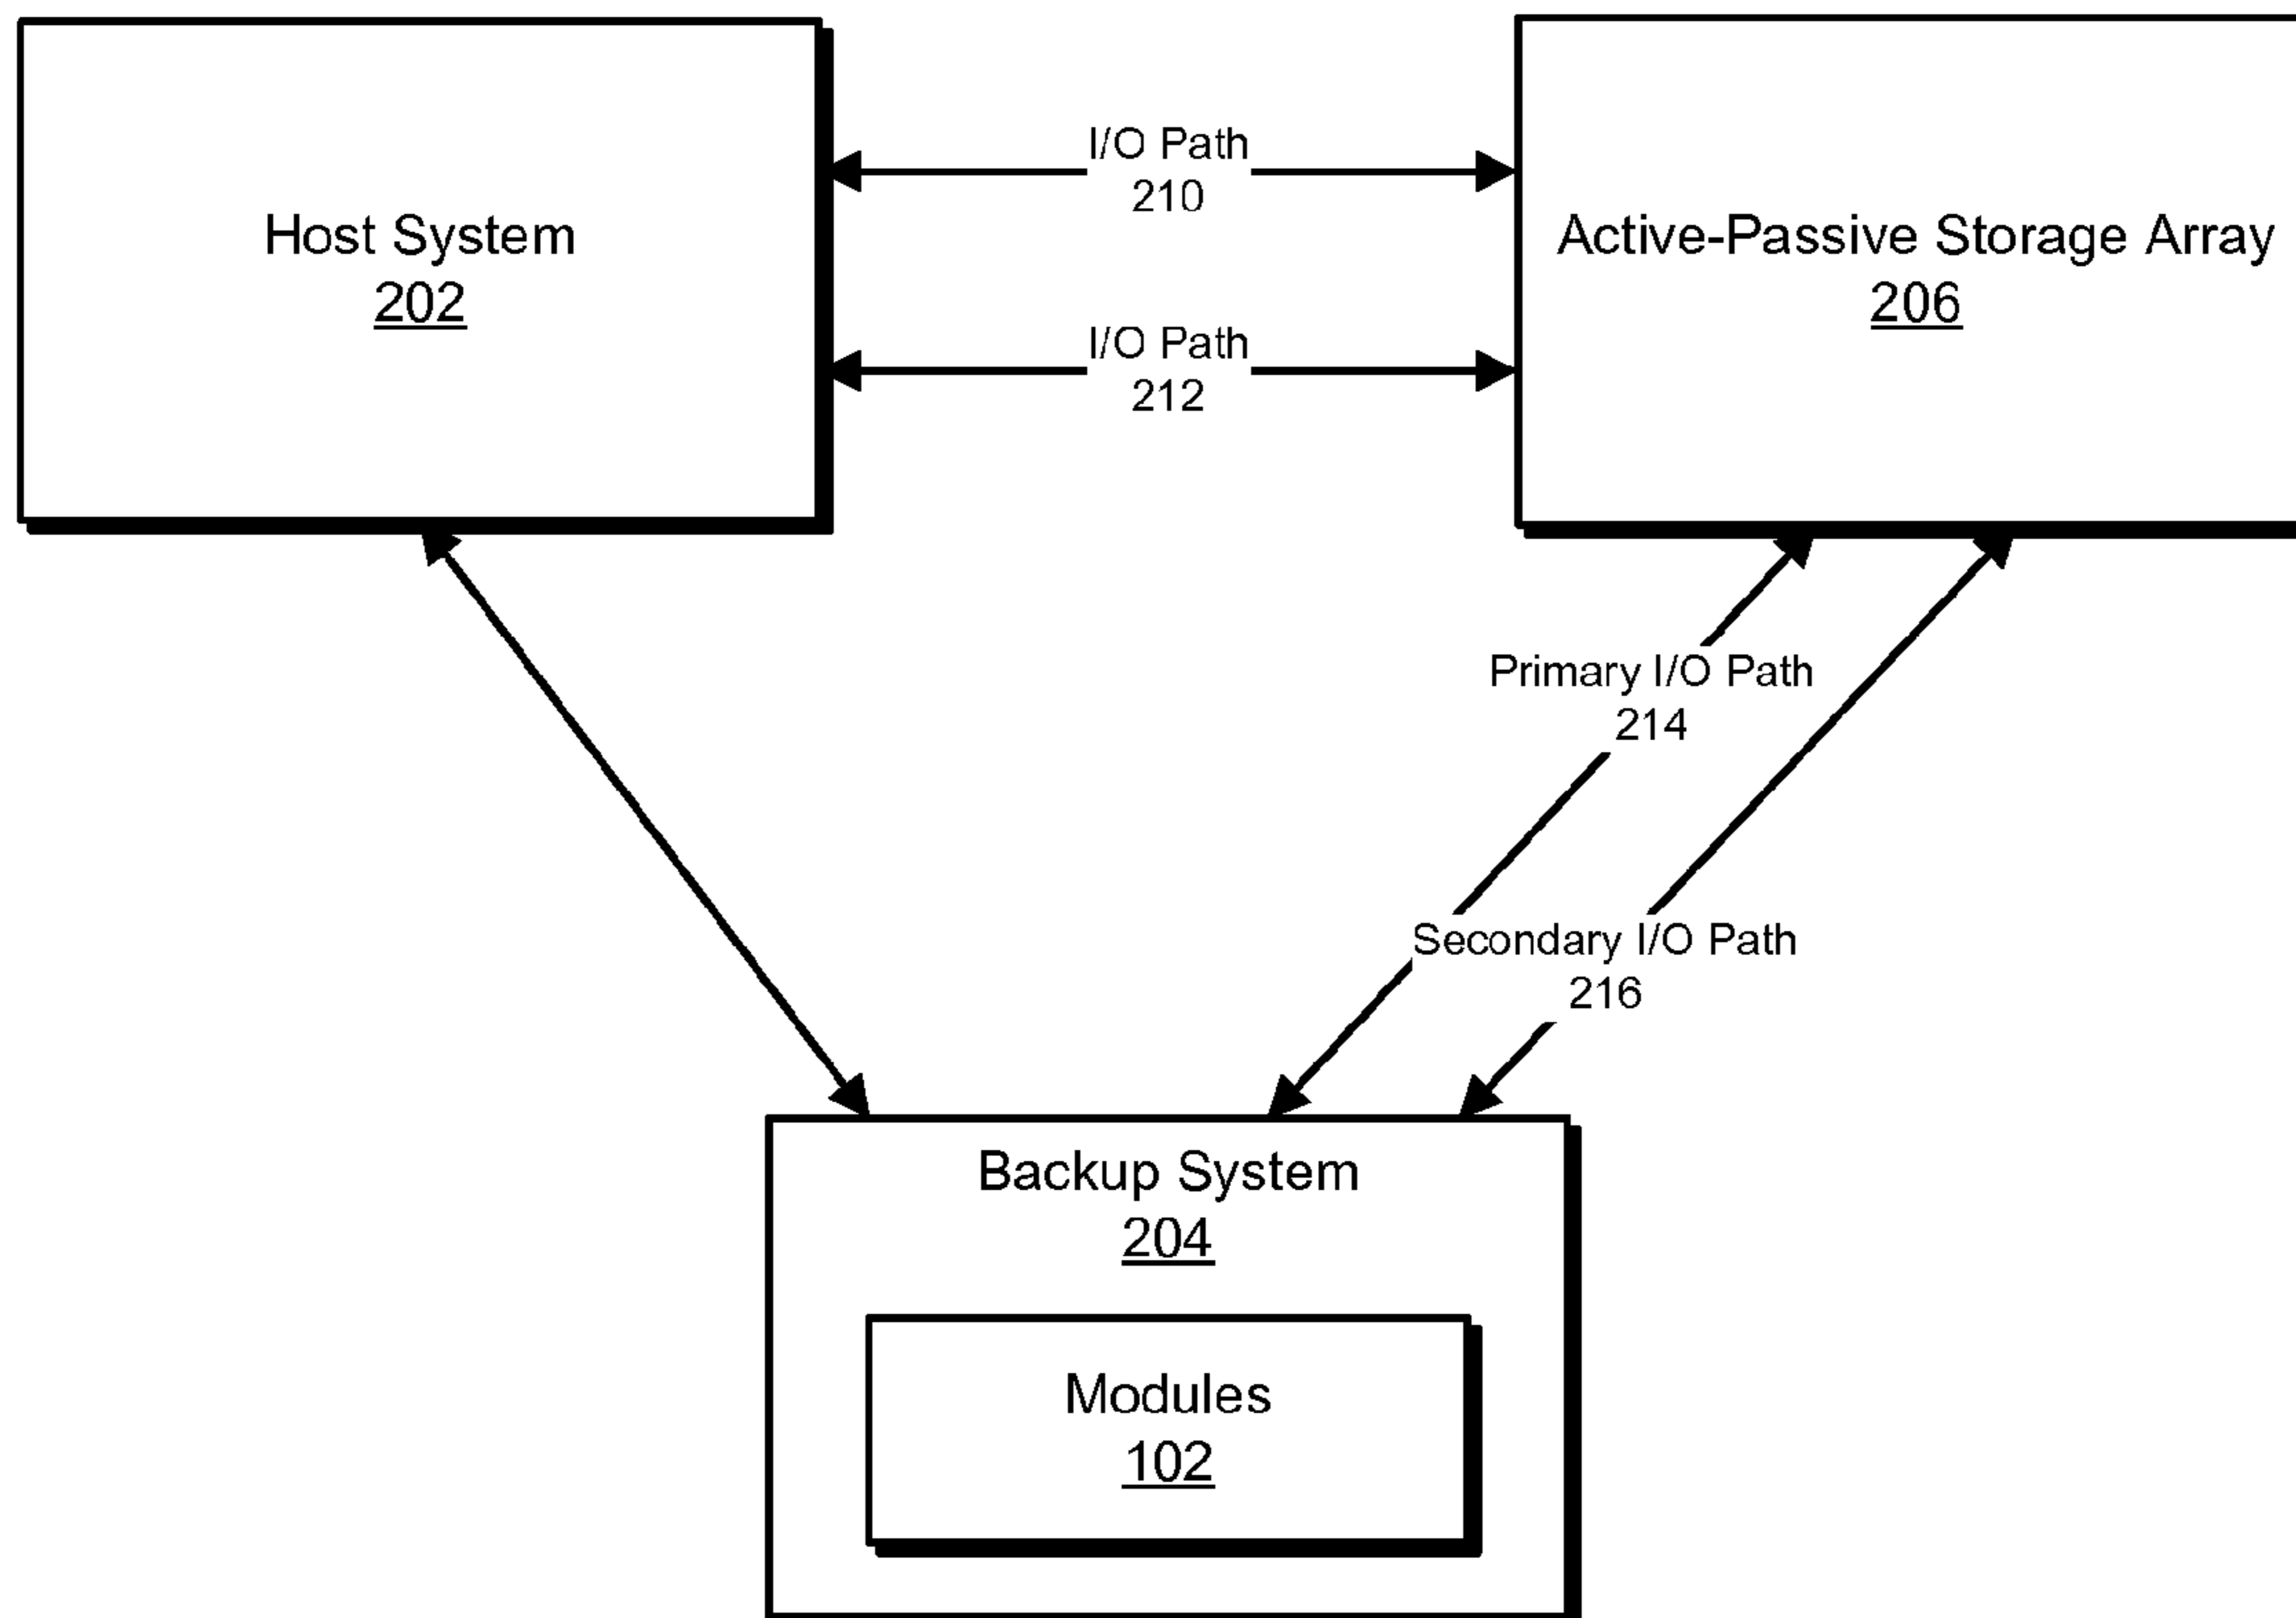 Host System
202
I/O Path
210
I/O Path
212
Active-Passive Storage Array
206
Primary I/O Path
214
Secondary I/O Path
216
Backup System
204
Modules
102